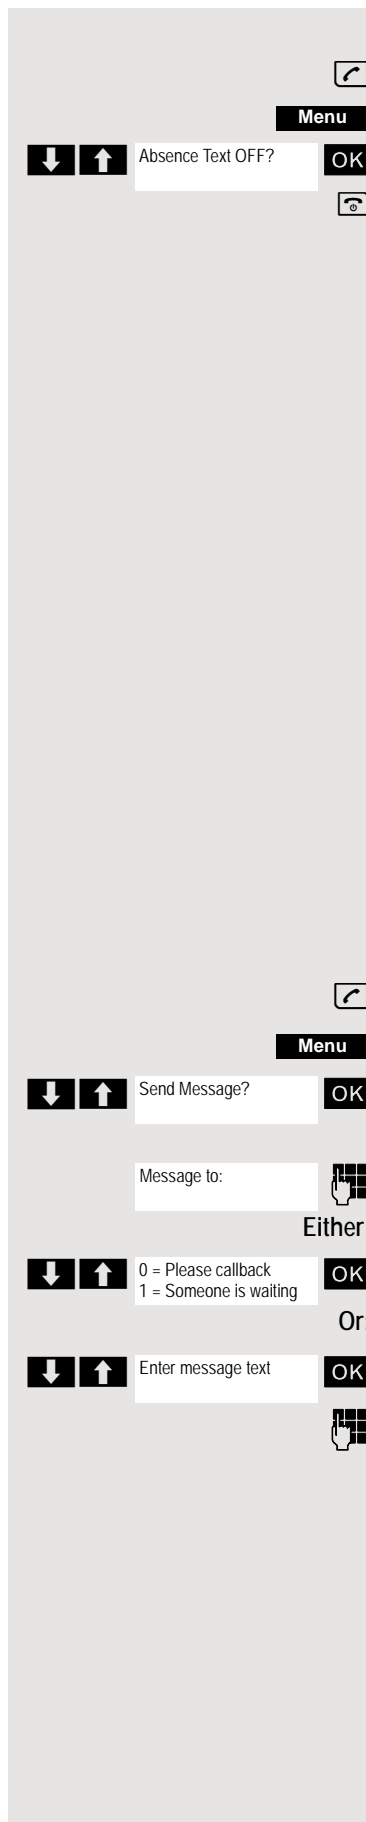 Menu
Absence Text OFF? OK
Menu
Send Message? OK
Message to:
Either
0 = Please callback OK
1 = Someone is waiting
Or:
Enter message text OK